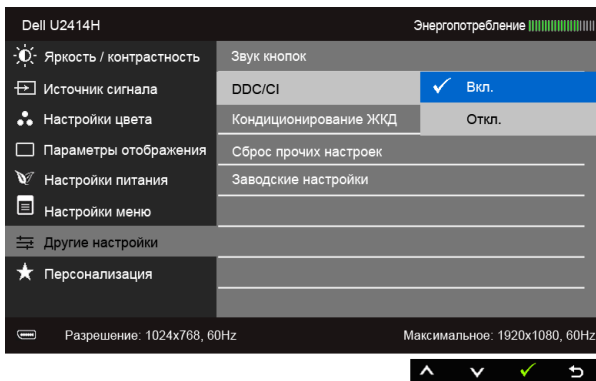 Dell U2414H
Энергопотребление
Яркость / контрастность
Звук кнопок
Источник сигнала
DDC/CI
Вкл.
Настройки цвета
Кондиционирование ЖКД
Откл.
Параметры отображения
Сброс прочих настроек
Настройки питания
Заводские настройки
Настройки меню
Другие настройки
Персонализация
Разрешение: 1024x768, 60Hz
Максимальное: 1920x1080, 60Hz